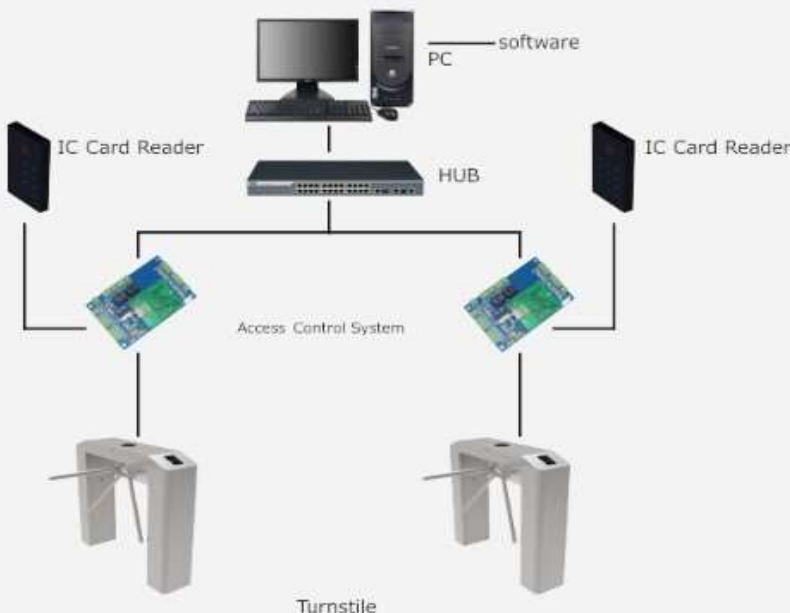 software
PC
IC Card Reader
IC Card Reader
HUB
Access Control System
Turnstile